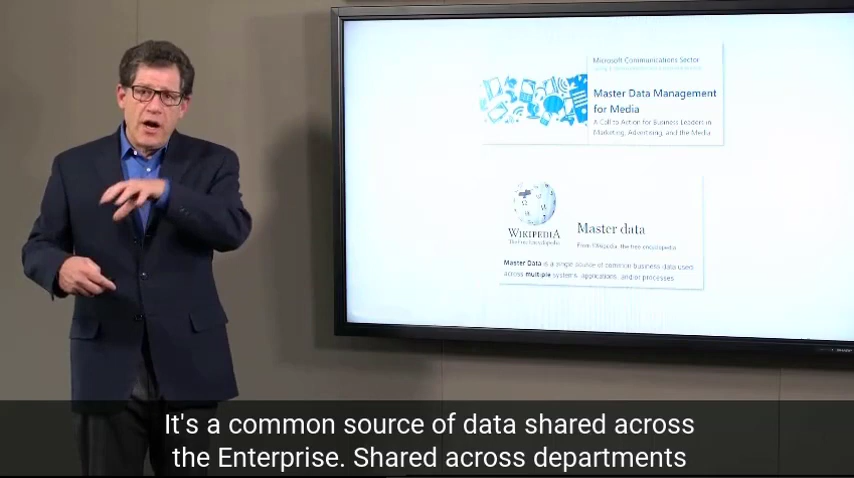 Microsoft Communications Sector
Master Data Management
for Media
A Call to Action for Business Leaders in
Marketing, Advertising, and the Media
WIKIPEDIA
The Free Encyclopedia
Master data
From Wikipedia, the free encyclopedia
Master Data is a single source of common business data used
across multiple systems, applications, and/or processes
It's a common source of data shared across
the Enterprise. Shared across departments